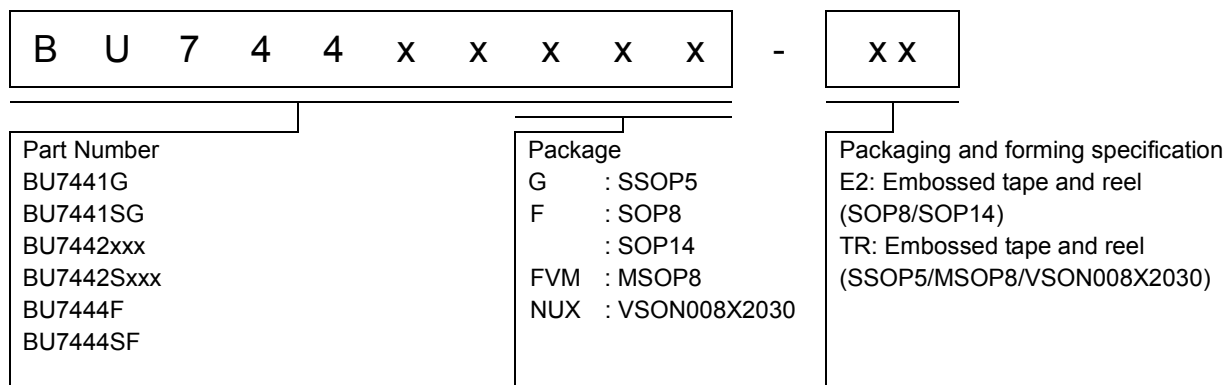 B U 7 4 4 x x x x x - x x
Part Number
BU7441G
BU7441SG
BU7442xxx
BU7442Sxxx
BU7444F
BU7444SF
Package
G : SSOP5
F : SOP8
: SOP14
FVM : MSOP8
NUX : VSON008X2030
Packaging and forming specification
E2: Embossed tape and reel
(SOP8/SOP14)
TR: Embossed tape and reel
(SSOP5/MSOP8/VSON008X2030)